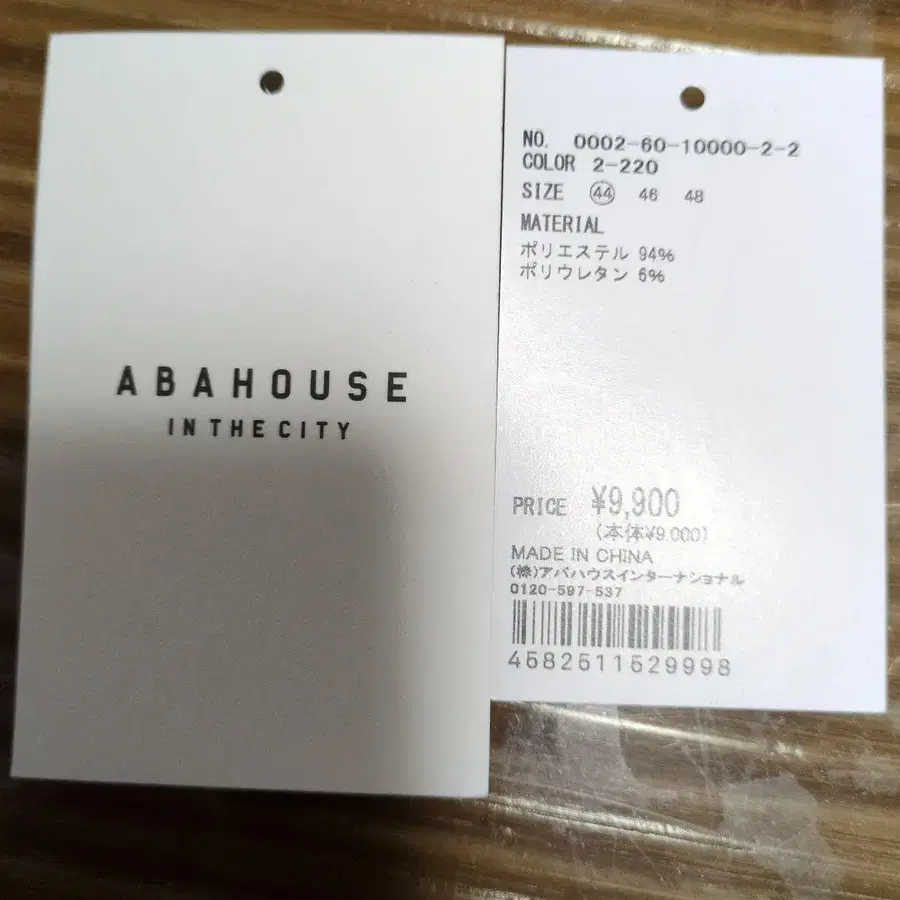 ABAHOUSE
IN THE CITY
NO. 0002-60-10000-2-2
COLOR 2-220
SIZE 44 46 48
MATERIAL
ポリエステル 94%
ポリウレタン 6%
PRICE ¥9,900
(本体¥9,000)
MADE IN CHINA
(株)アバハウスインターナショナル
0120-597-537
4582511529998